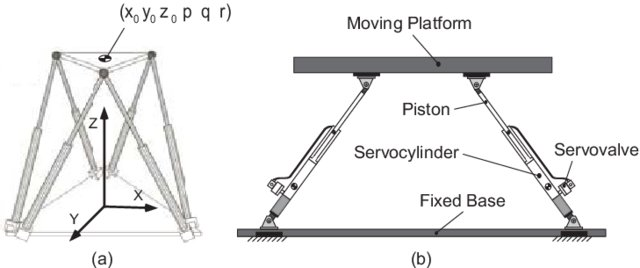 (x₀ y₀ z₀ p q r)
Z
X
Y
(a)
Moving Platform
Piston
Servocylinder
Servovalve
Fixed Base
(b)